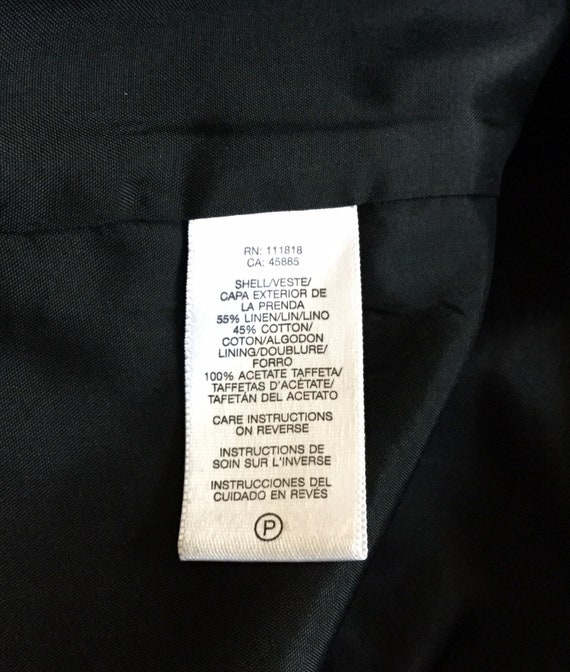 RN: 111818
CA: 45885
SHELL/VESTE/
CAPA EXTERIOR DE
LA PRENDA
55% LINEN/LIN/LINO
45% COTTON/
COTON/ALGODON
LINING/DOUBLURE/
FORRO
100% ACETATE TAFFETA/
TAFFETAS D'ACÉTATE/
TAFETÁN DEL ACETATO
CARE INSTRUCTIONS
ON REVERSE
INSTRUCTIONS DE
SOIN SUR L'INVERSE
INSTRUCCIONES DEL
CUIDADO EN REVÉS
P